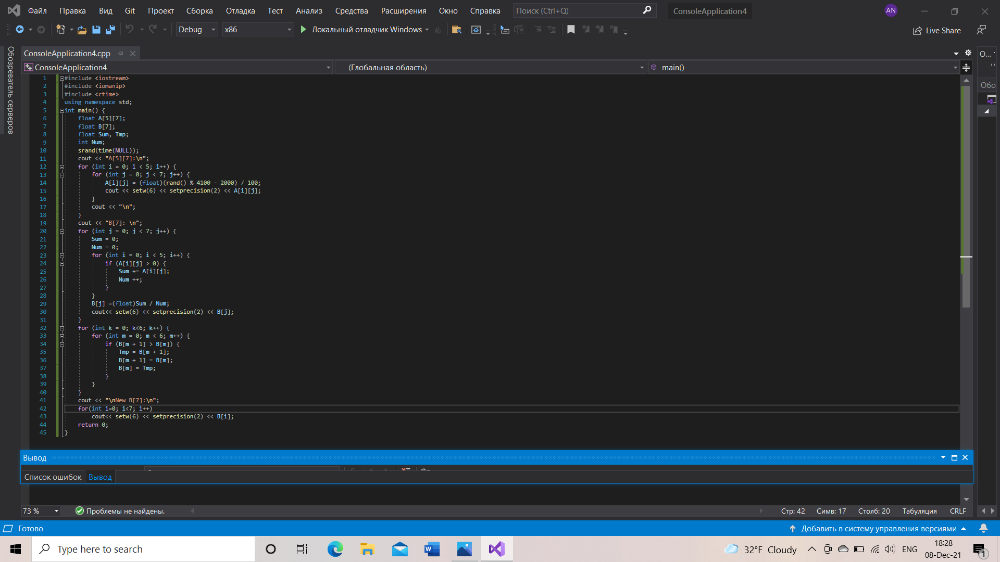 Файл Правка Вид Git Проект Сборка Отладка Тест Анализ Средства Расширения Окно Справка Поиск (Ctrl+Q) ConsoleApplication4 AN
Debug x86 Локальный отладчик Windows Live Share
Обозреватель серверов
ConsoleApplication4.cpp О...
ConsoleApplication4 (Глобальная область) main()
Обо
1 #include <iostream>
2 #include <iomanip>
3 #include <ctime>
4 using namespace std;
5 int main() {
6 float A[5][7];
7 float B[7];
8 float Sum, Tmp;
9 int Num;
10 srand(time(NULL));
11 cout << "A[5][7]:\n";
12 for (int i = 0; i < 5; i++) {
13 for (int j = 0; j < 7; j++) {
14 A[i][j] = (float)(rand() % 4100 - 2000) / 100;
15 cout << setw(6) << setprecision(2) << A[i][j];
16 }
17 cout << "\n";
18 }
19 cout << "B[7]: \n";
20 for (int j = 0; j < 7; j++) {
21 Sum = 0;
22 Num = 0;
23 for (int i = 0; i < 5; i++) {
24 if (A[i][j] > 0) {
25 Sum += A[i][j];
26 Num ++;
27 }
28 }
29 B[j] =(float)Sum / Num;
30 cout<< setw(6) << setprecision(2) << B[j];
31 }
32 for (int k = 0; k<6; k++) {
33 for (int m = 0; m < 6; m++) {
34 if (B[m + 1] > B[m]) {
35 Tmp = B[m + 1];
36 B[m + 1] = B[m];
37 B[m] = Tmp;
38 }
39 }
40 }
41 cout << "\nNew B[7]:\n";
42 for(int i=0; i<7; i++)
43 cout<< setw(6) << setprecision(2) << B[i];
44 return 0;
45 }
Вывод
Список ошибок Вывод
73 % Проблемы не найдены. Стр: 42 Симв: 17 Столб: 20 Табуляция CRLF
Готово Добавить в систему управления версиями
Type here to search 32°F Cloudy ENG 18:28
08-Dec-21 1